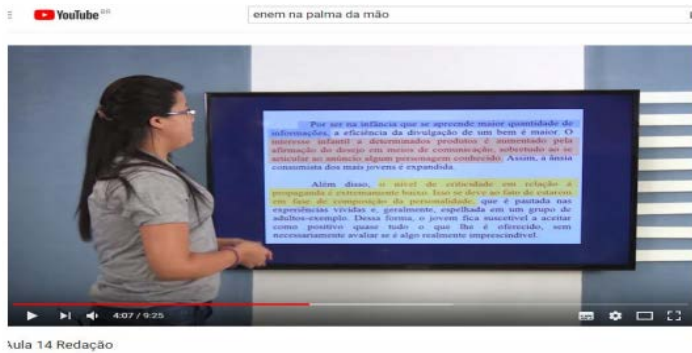 YouTube BR
enem na palma da mão
Por ser na infância que se apreende maior quantidade de
informações, a eficiência da divulgação de um bem é maior. O
interesse infantil a determinados produtos é aumentado pela
afirmação do desejo em meios de comunicação, sobretudo ao se
articular ao anúncio algum personagem conhecido. Assim, a ânsia
consumista dos mais jovens é expandida.
Além disso, o nível de criticidade em relação à
propaganda é extremamente baixo. Isso se deve ao fato de estarem
em fase de composição da personalidade, que é pautada nas
experiências vividas e, geralmente, espelhada em um grupo de
adultos-exemplo. Dessa forma, o jovem fica suscetível a aceitar
como positivo quase tudo o que lhe é oferecido, sem
necessariamente avaliar se é algo realmente imprescindível.
4:07 / 9:25
Aula 14 Redação